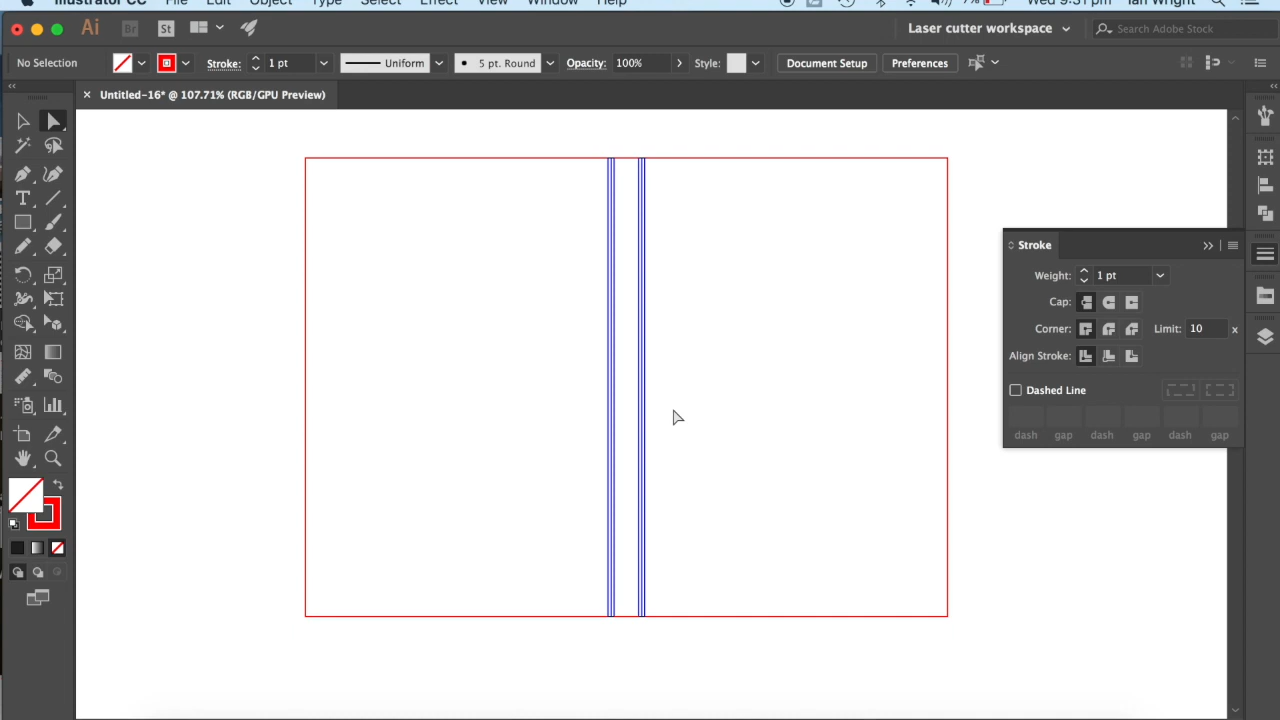 Illustrator CC File Edit Object Type Select Effect View Window Help 7% Wed 9:31 pm Ian Wright
Ai Br St Laser cutter workspace Search Adobe Stock
No Selection Stroke: 1 pt Uniform 5 pt. Round Opacity: 100% Style: Document Setup Preferences
× Untitled-16* @ 107.71% (RGB/GPU Preview)
Stroke
Weight: 1 pt
Cap:
Corner: Limit: 10 x
Align Stroke:
Dashed Line
dash gap dash gap dash gap